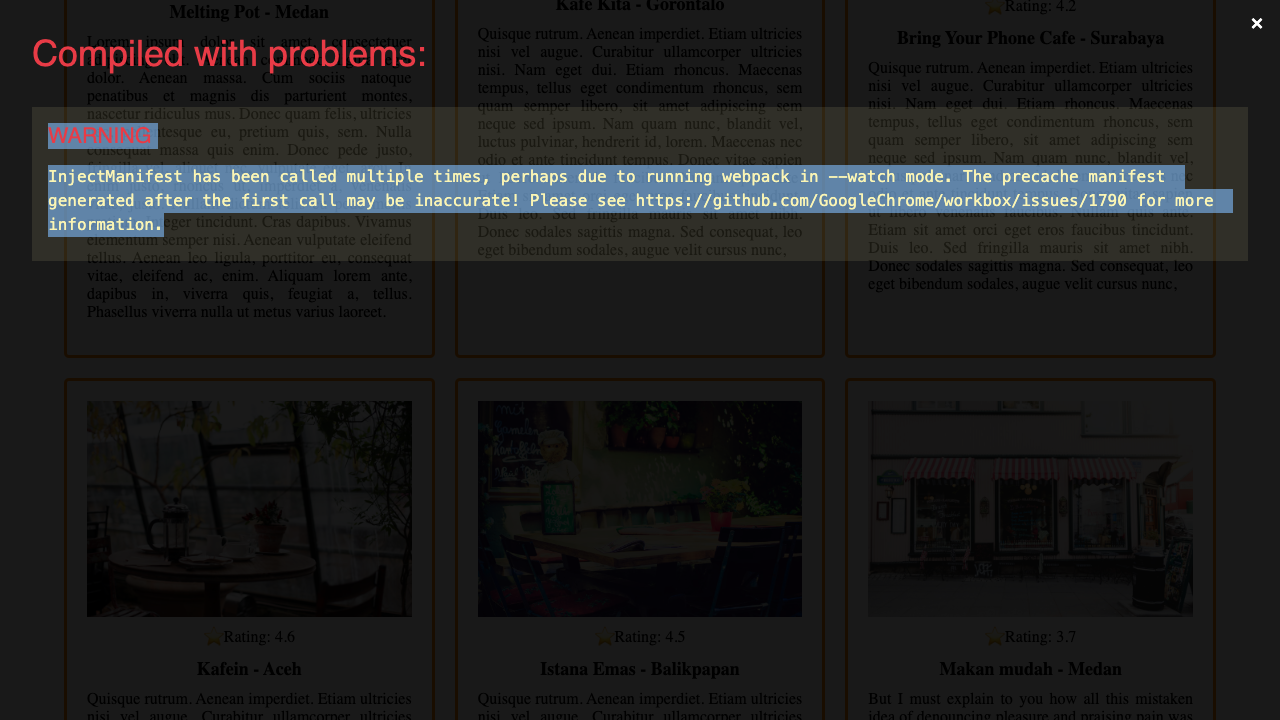 Melting Pot - Medan
Kafe Kita - Gorontalo
⭐Rating: 4.2
Bring Your Phone Cafe - Surabaya
Compiled with problems:
×
Lorem ipsum dolor sit amet, consectetuer
dolor. Aenean massa. Cum sociis natoque
penatibus et magnis dis parturient montes,
nascetur ridiculus mus. Donec quam felis, ultricies
tesque eu, pretium quis, sem. Nulla
consequat massa quis enim. Donec pede justo,
eger tincidunt. Cras dapibus. Vivamus
elementum semper nisi. Aenean vulputate eleifend
tellus. Aenean leo ligula, porttitor eu, consequat
vitae, eleifend ac, enim. Aliquam lorem ante,
dapibus in, viverra quis, feugiat a, tellus.
Phasellus viverra nulla ut metus varius laoreet.
Quisque rutrum. Aenean imperdiet. Etiam ultricies
nisi vel augue. Curabitur ullamcorper ultricies
nisi. Nam eget dui. Etiam rhoncus. Maecenas
tempus, tellus eget condimentum rhoncus, sem
quam semper libero, sit amet adipiscing sem
neque sed ipsum. Nam quam nunc, blandit vel,
luctus pulvinar, hendrerit id, lorem. Maecenas nec
odio et ante tincidunt tempus. Donec vitae sapien
Duis leo. Sed fringilla mauris sit amet nibh.
Donec sodales sagittis magna. Sed consequat, leo
eget bibendum sodales, augue velit cursus nunc,
Quisque rutrum. Aenean imperdiet. Etiam ultricies
nisi vel augue. Curabitur ullamcorper ultricies
nisi. Nam eget dui. Etiam rhoncus. Maecenas
tempus, tellus eget condimentum rhoncus, sem
quam semper libero, sit amet adipiscing sem
neque sed ipsum. Nam quam nunc, blandit vel,
ut libero venenatis faucibus. Nullam quis ante.
Etiam sit amet orci eget eros faucibus tincidunt.
Duis leo. Sed fringilla mauris sit amet nibh.
Donec sodales sagittis magna. Sed consequat, leo
eget bibendum sodales, augue velit cursus nunc,
WARNING
InjectManifest has been called multiple times, perhaps due to running webpack in --watch mode. The precache manifest
generated after the first call may be inaccurate! Please see https://github.com/GoogleChrome/workbox/issues/1790 for more
information.
⭐Rating: 4.6
Kafein - Aceh
Quisque rutrum. Aenean imperdiet. Etiam ultricies
nisi vel augue. Curabitur ullamcorper ultricies
⭐Rating: 4.5
Istana Emas - Balikpapan
Quisque rutrum. Aenean imperdiet. Etiam ultricies
nisi vel augue. Curabitur ullamcorper ultricies
⭐Rating: 3.7
Makan mudah - Medan
But I must explain to you how all this mistaken
idea of denouncing pleasure and praising pain was